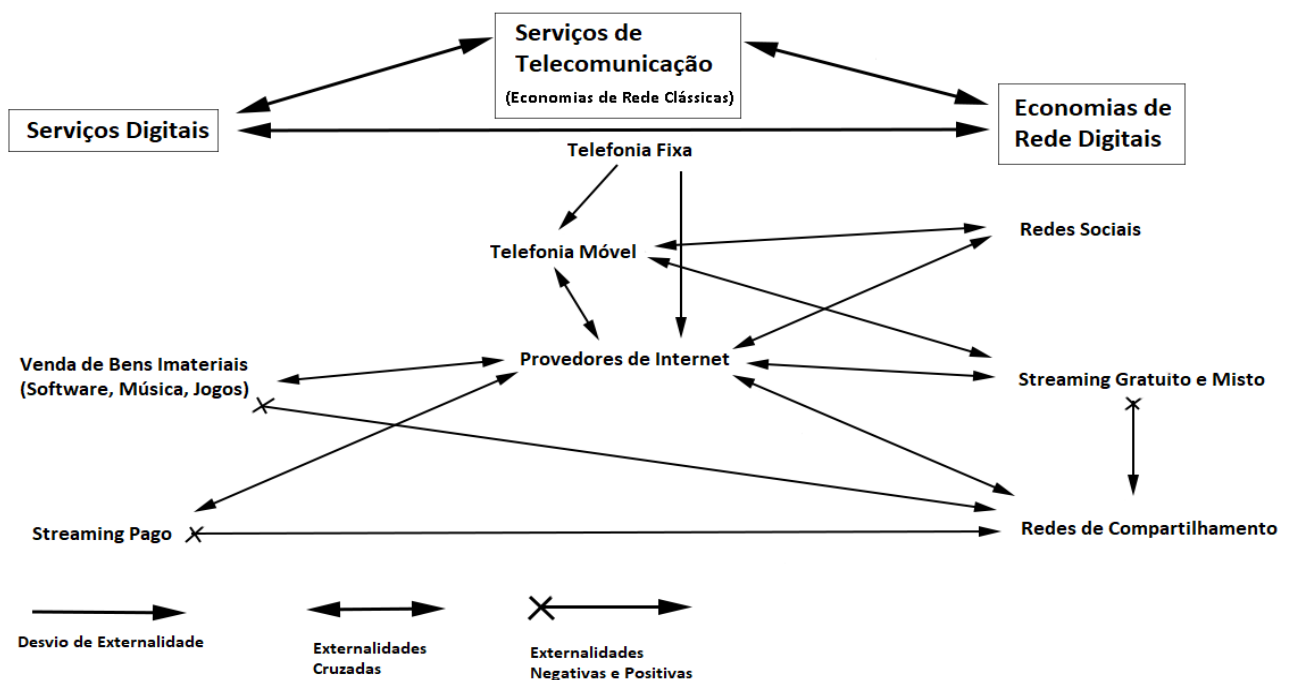 Serviços de
Telecomunicação
(Economias de Rede Clássicas)
Serviços Digitais
Economias de
Rede Digitais
Telefonia Fixa
Redes Sociais
Telefonia Móvel
Venda de Bens Imateriais
(Software, Música, Jogos)
Provedores de Internet
Streaming Gratuito e Misto
Streaming Pago
Redes de Compartilhamento
Desvio de Externalidade
Externalidades
Cruzadas
Externalidades
Negativas e Positivas